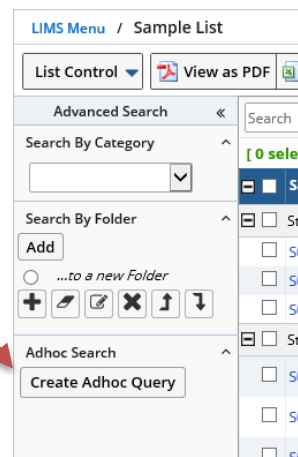 LIMS Menu / Sample List
List Control View as PDF
Advanced Search «
Search
Search By Category
[ 0 sele
Search By Folder
Add
...to a new Folder
Adhoc Search
Create Adhoc Query